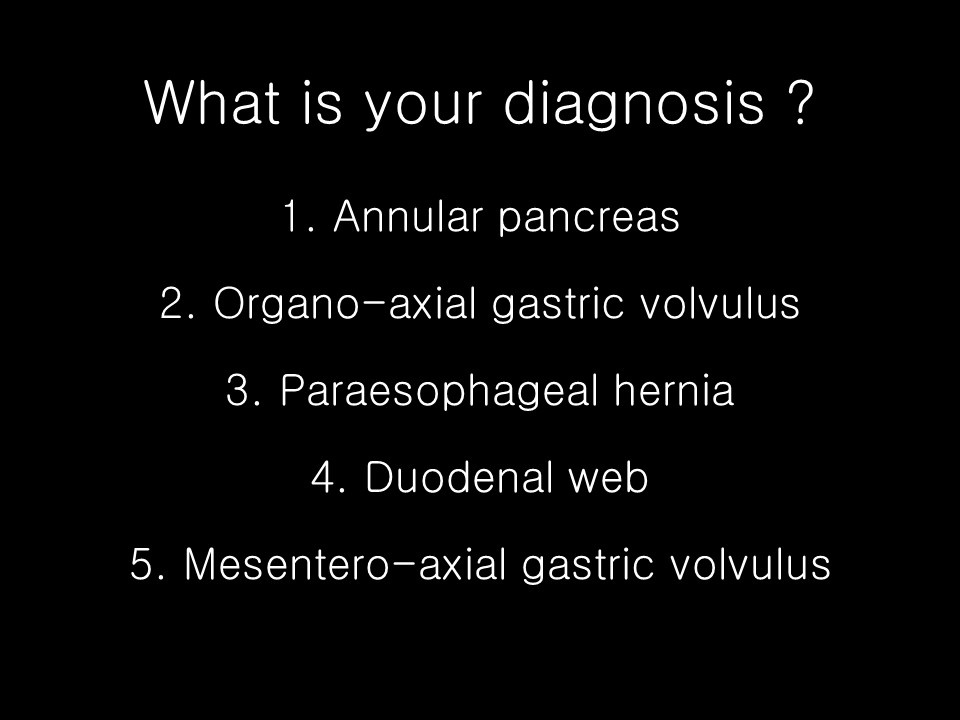 What is your diagnosis ?
1. Annular pancreas
2. Organo-axial gastric volvulus
3. Paraesophageal hernia
4. Duodenal web
5. Mesentero-axial gastric volvulus